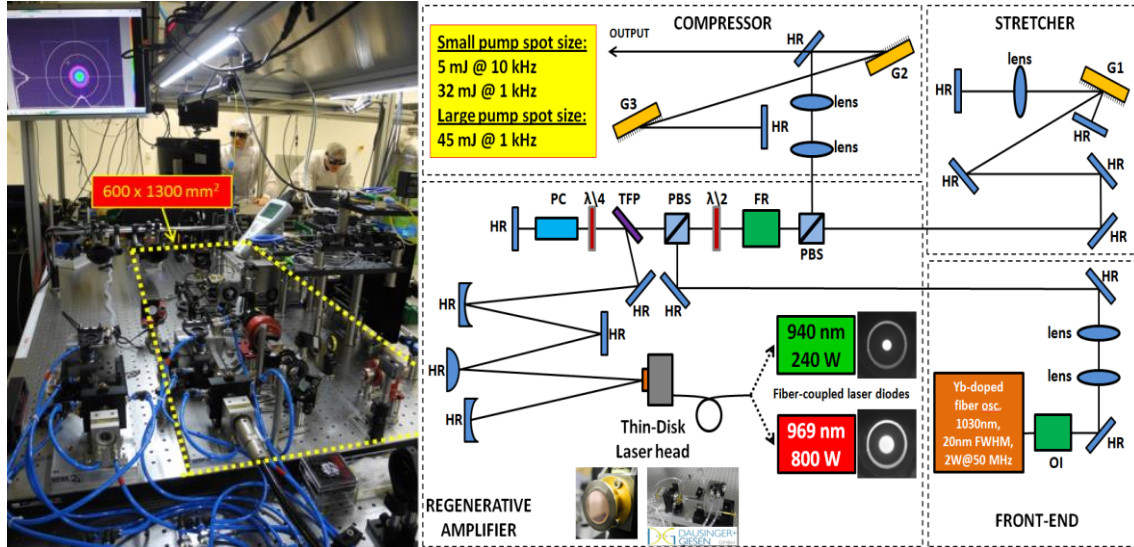 600 x 1300 mm²
COMPRESSOR
Small pump spot size:
5 mJ @ 10 kHz
32 mJ @ 1 kHz
Large pump spot size:
45 mJ @ 1 kHz
OUTPUT
HR
G2
lens
G3
HR
lens
STRETCHER
lens
G1
HR
HR
HR
HR
HR
PC
λ\4
TFP
PBS
λ\2
FR
HR
PBS
HR
HR
HR
HR
HR
HR
Thin-Disk
Laser head
940 nm
240 W
Fiber-coupled laser diodes
969 nm
800 W
REGENERATIVE
AMPLIFIER
DAUSINGER+
GIESEN
HR
lens
lens
Yb-doped
fiber osc.
1030nm,
20nm FWHM,
2W@50 MHz
OI
HR
FRONT-END